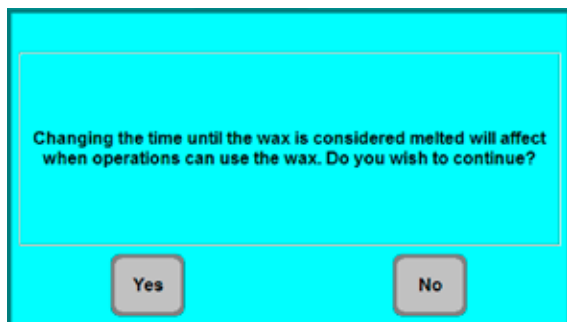 Changing the time until the wax is considered melted will affect
when operations can use the wax. Do you wish to continue?
Yes
No